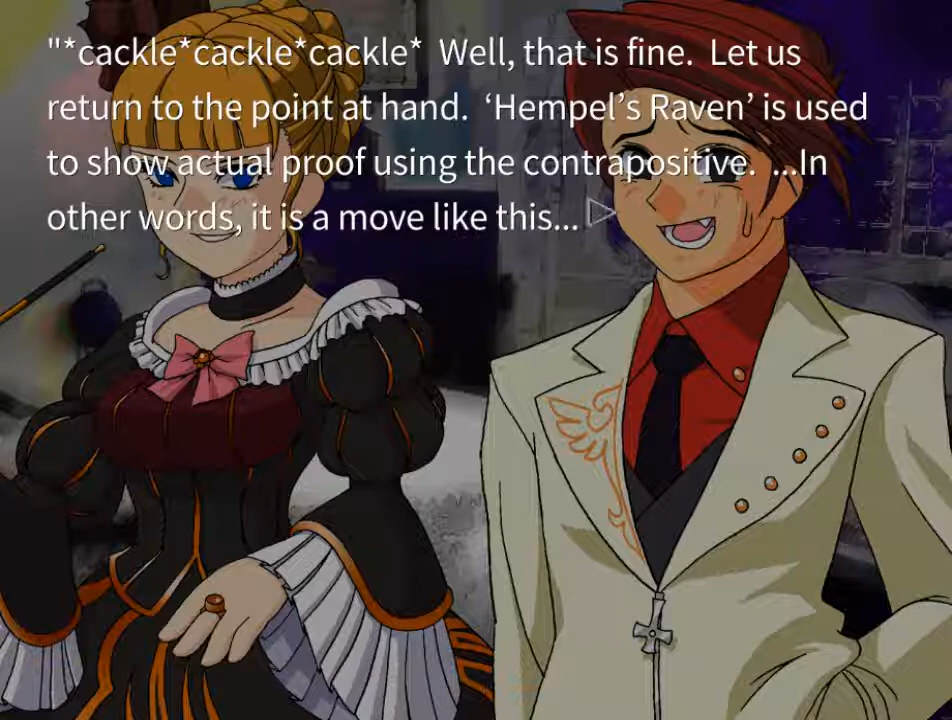 "*cackle*cackle*cackle*  Well, that is fine.  Let us
return to the point at hand.  ‘Hempel’s Raven’ is used
to show actual proof using the contrapositive.  ...In
other words, it is a move like this...